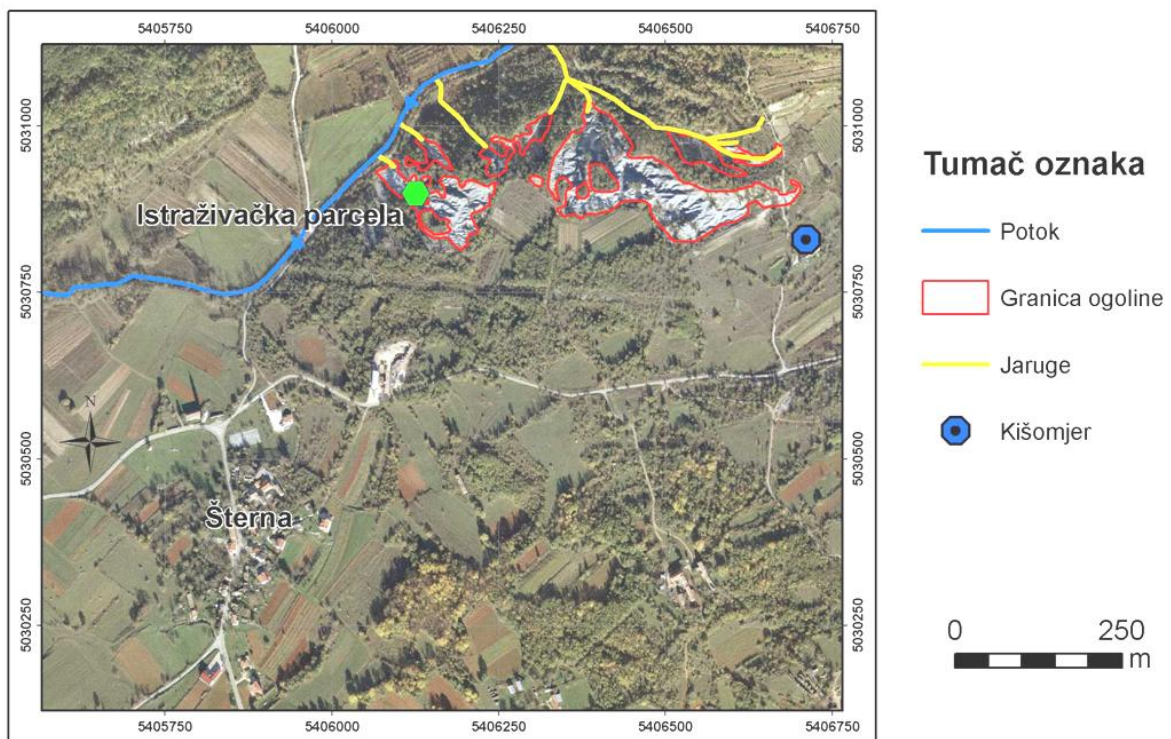 5405750 5406000 5406250 5406500 5406750
5031000
5031000
Istraživačka parcela
5030750
5030750
N
5030500
5030500
Šterna
5030250
5030250
5405750 5406000 5406250 5406500 5406750
Tumač oznaka
Potok
Granica ogoline
Jaruge
Kišomjer
0 250
m